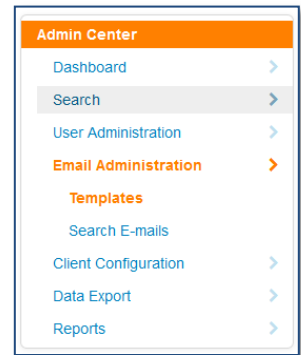 Admin Center
Dashboard
Search
User Administration
Email Administration
Templates
Search E-mails
Client Configuration
Data Export
Reports